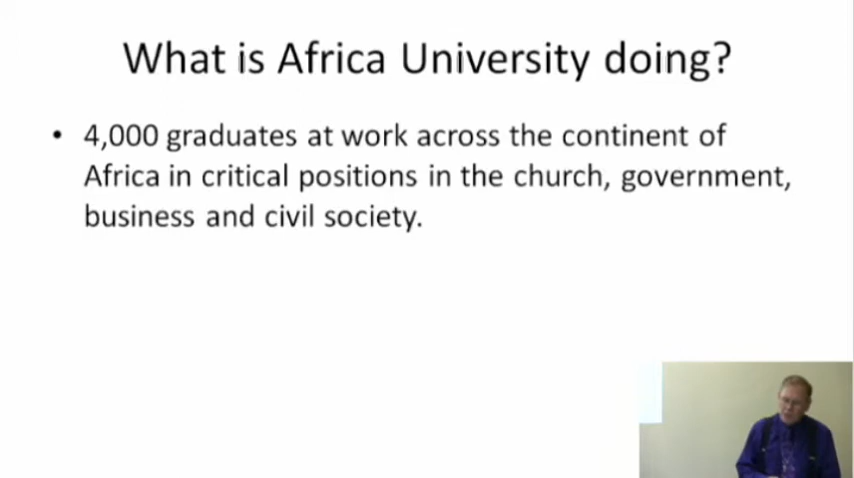 What is Africa University doing?
• 4,000 graduates at work across the continent of
Africa in critical positions in the church, government,
business and civil society.